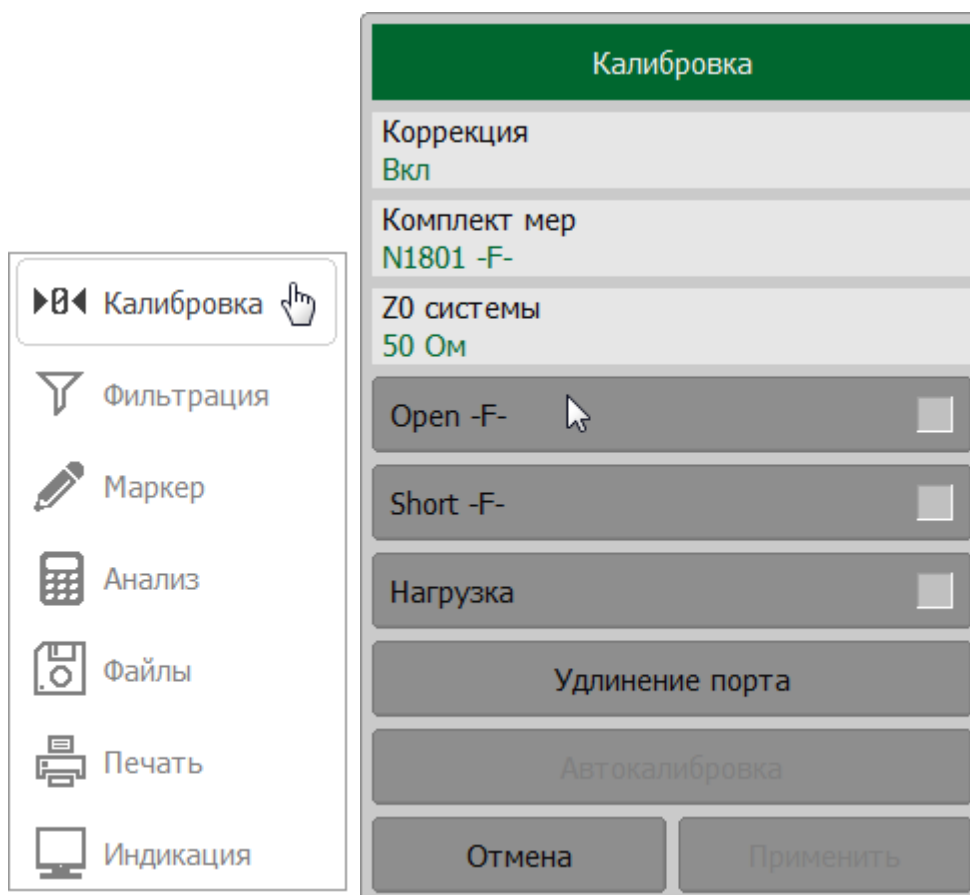 Калибровка
Фильтрация
Маркер
Анализ
Файлы
Печать
Индикация
Калибровка
Коррекция
Вкл
Комплект мер
N1801 -F-
Z0 системы
50 Ом
Open -F-
Short -F-
Нагрузка
Удлинение порта
Автокалибровка
Отмена
Применить